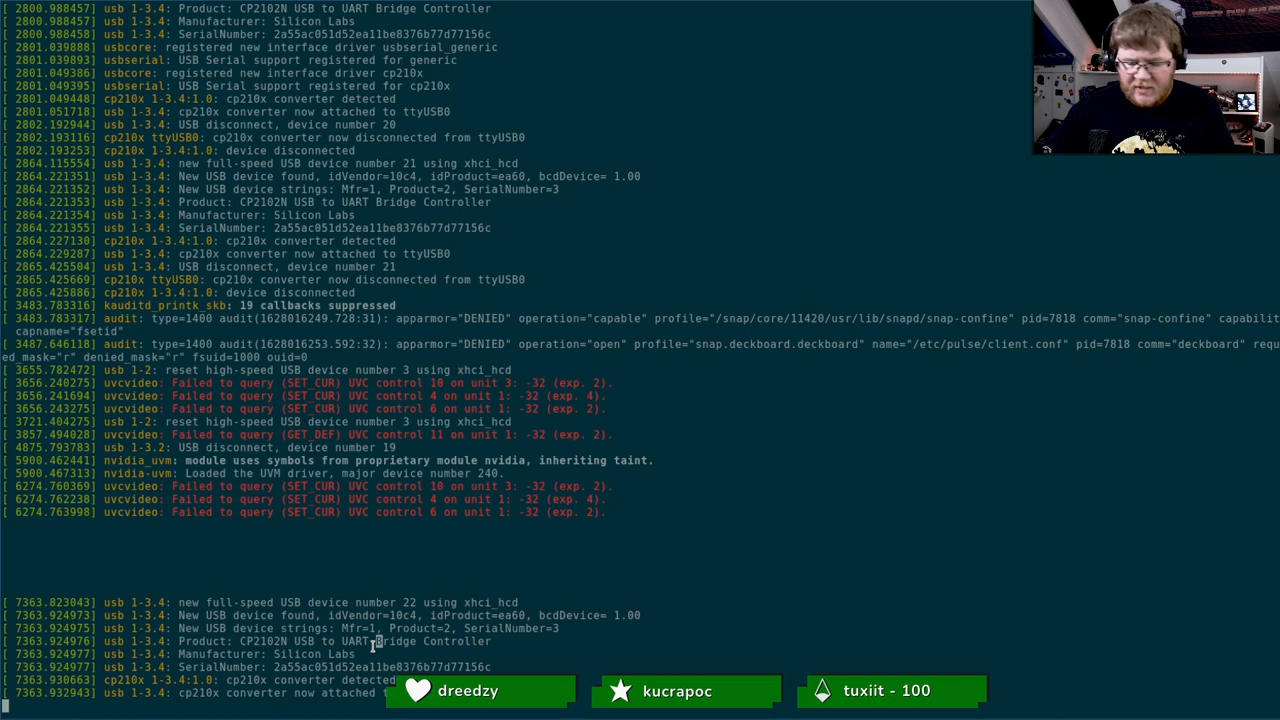 [ 2800.988457] usb 1-3.4: Product: CP2102N USB to UART Bridge Controller
[ 2800.988458] usb 1-3.4: Manufacturer: Silicon Labs
[ 2800.988458] usb 1-3.4: SerialNumber: 2a55ac051d52ea11be8376b77d77156c
[ 2801.039888] usbcore: registered new interface driver usbserial_generic
[ 2801.039893] usbserial: USB Serial support registered for generic
[ 2801.049386] usbcore: registered new interface driver cp210x
[ 2801.049395] usbserial: USB Serial support registered for cp210x
[ 2801.049448] cp210x 1-3.4:1.0: cp210x converter detected
[ 2801.051718] usb 1-3.4: cp210x converter now attached to ttyUSB0
[ 2802.192944] usb 1-3.4: USB disconnect, device number 20
[ 2802.193116] cp210x ttyUSB0: cp210x converter now disconnected from ttyUSB0
[ 2802.193253] cp210x 1-3.4:1.0: device disconnected
[ 2864.115554] usb 1-3.4: new full-speed USB device number 21 using xhci_hcd
[ 2864.221351] usb 1-3.4: New USB device found, idVendor=10c4, idProduct=ea60, bcdDevice= 1.00
[ 2864.221352] usb 1-3.4: New USB device strings: Mfr=1, Product=2, SerialNumber=3
[ 2864.221353] usb 1-3.4: Product: CP2102N USB to UART Bridge Controller
[ 2864.221354] usb 1-3.4: Manufacturer: Silicon Labs
[ 2864.221355] usb 1-3.4: SerialNumber: 2a55ac051d52ea11be8376b77d77156c
[ 2864.227130] cp210x 1-3.4:1.0: cp210x converter detected
[ 2864.229287] usb 1-3.4: cp210x converter now attached to ttyUSB0
[ 2865.425504] usb 1-3.4: USB disconnect, device number 21
[ 2865.425669] cp210x ttyUSB0: cp210x converter now disconnected from ttyUSB0
[ 2865.425886] cp210x 1-3.4:1.0: device disconnected
[ 3483.783316] kauditd_printk_skb: 19 callbacks suppressed
[ 3483.783317] audit: type=1400 audit(1628016249.728:31): apparmor="DENIED" operation="capable" profile="/snap/core/11420/usr/lib/snapd/snap-confine" pid=7818 comm="snap-confine" capabilit
capname="fsetid"
[ 3487.646118] audit: type=1400 audit(1628016253.592:32): apparmor="DENIED" operation="open" profile="snap.deckboard.deckboard" name="/etc/pulse/client.conf" pid=7818 comm="deckboard" requ
ed_mask="r" denied_mask="r" fsuid=1000 ouid=0
[ 3655.782472] usb 1-2: reset high-speed USB device number 3 using xhci_hcd
[ 3656.240275] uvcvideo: Failed to query (SET_CUR) UVC control 10 on unit 3: -32 (exp. 2).
[ 3656.241694] uvcvideo: Failed to query (SET_CUR) UVC control 4 on unit 1: -32 (exp. 4).
[ 3656.243275] uvcvideo: Failed to query (SET_CUR) UVC control 6 on unit 1: -32 (exp. 2).
[ 3721.404275] usb 1-2: reset high-speed USB device number 3 using xhci_hcd
[ 3857.494028] uvcvideo: Failed to query (GET_DEF) UVC control 11 on unit 1: -32 (exp. 2).
[ 4875.793783] usb 1-3.2: USB disconnect, device number 19
[ 5900.462441] nvidia_uvm: module uses symbols from proprietary module nvidia, inheriting taint.
[ 5900.467313] nvidia-uvm: Loaded the UVM driver, major device number 240.
[ 6274.760369] uvcvideo: Failed to query (SET_CUR) UVC control 10 on unit 3: -32 (exp. 2).
[ 6274.762238] uvcvideo: Failed to query (SET_CUR) UVC control 4 on unit 1: -32 (exp. 4).
[ 6274.763998] uvcvideo: Failed to query (SET_CUR) UVC control 6 on unit 1: -32 (exp. 2).
[ 7363.823043] usb 1-3.4: new full-speed USB device number 22 using xhci_hcd
[ 7363.924973] usb 1-3.4: New USB device found, idVendor=10c4, idProduct=ea60, bcdDevice= 1.00
[ 7363.924975] usb 1-3.4: New USB device strings: Mfr=1, Product=2, SerialNumber=3
[ 7363.924976] usb 1-3.4: Product: CP2102N USB to UART Bridge Controller
[ 7363.924977] usb 1-3.4: Manufacturer: Silicon Labs
[ 7363.924977] usb 1-3.4: SerialNumber: 2a55ac051d52ea11be8376b77d77156c
[ 7363.930663] cp210x 1-3.4:1.0: cp210x converter detected
[ 7363.932943] usb 1-3.4: cp210x converter now attached
dreedzy
kucrapoc
tuxiit - 100